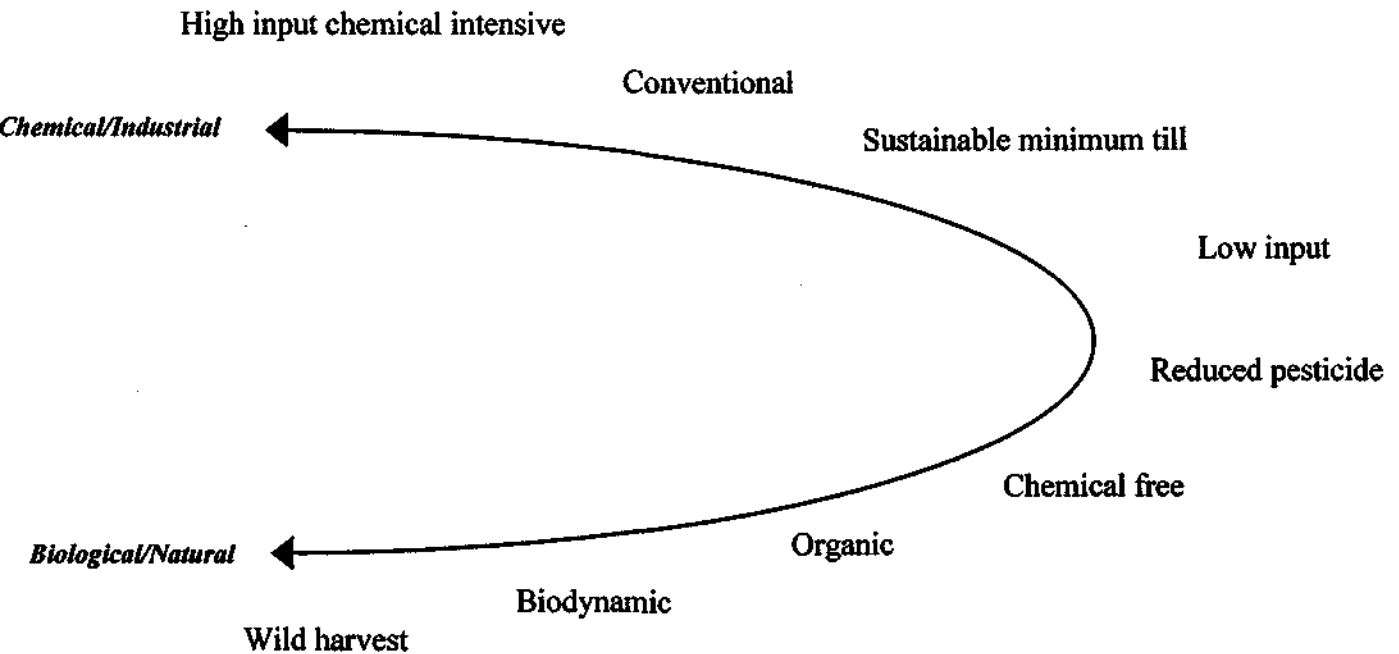 High input chemical intensive
Conventional
Chemical/Industrial
Sustainable minimum till
Low input
Reduced pesticide
Chemical free
Organic
Biological/Natural
Biodynamic
Wild harvest